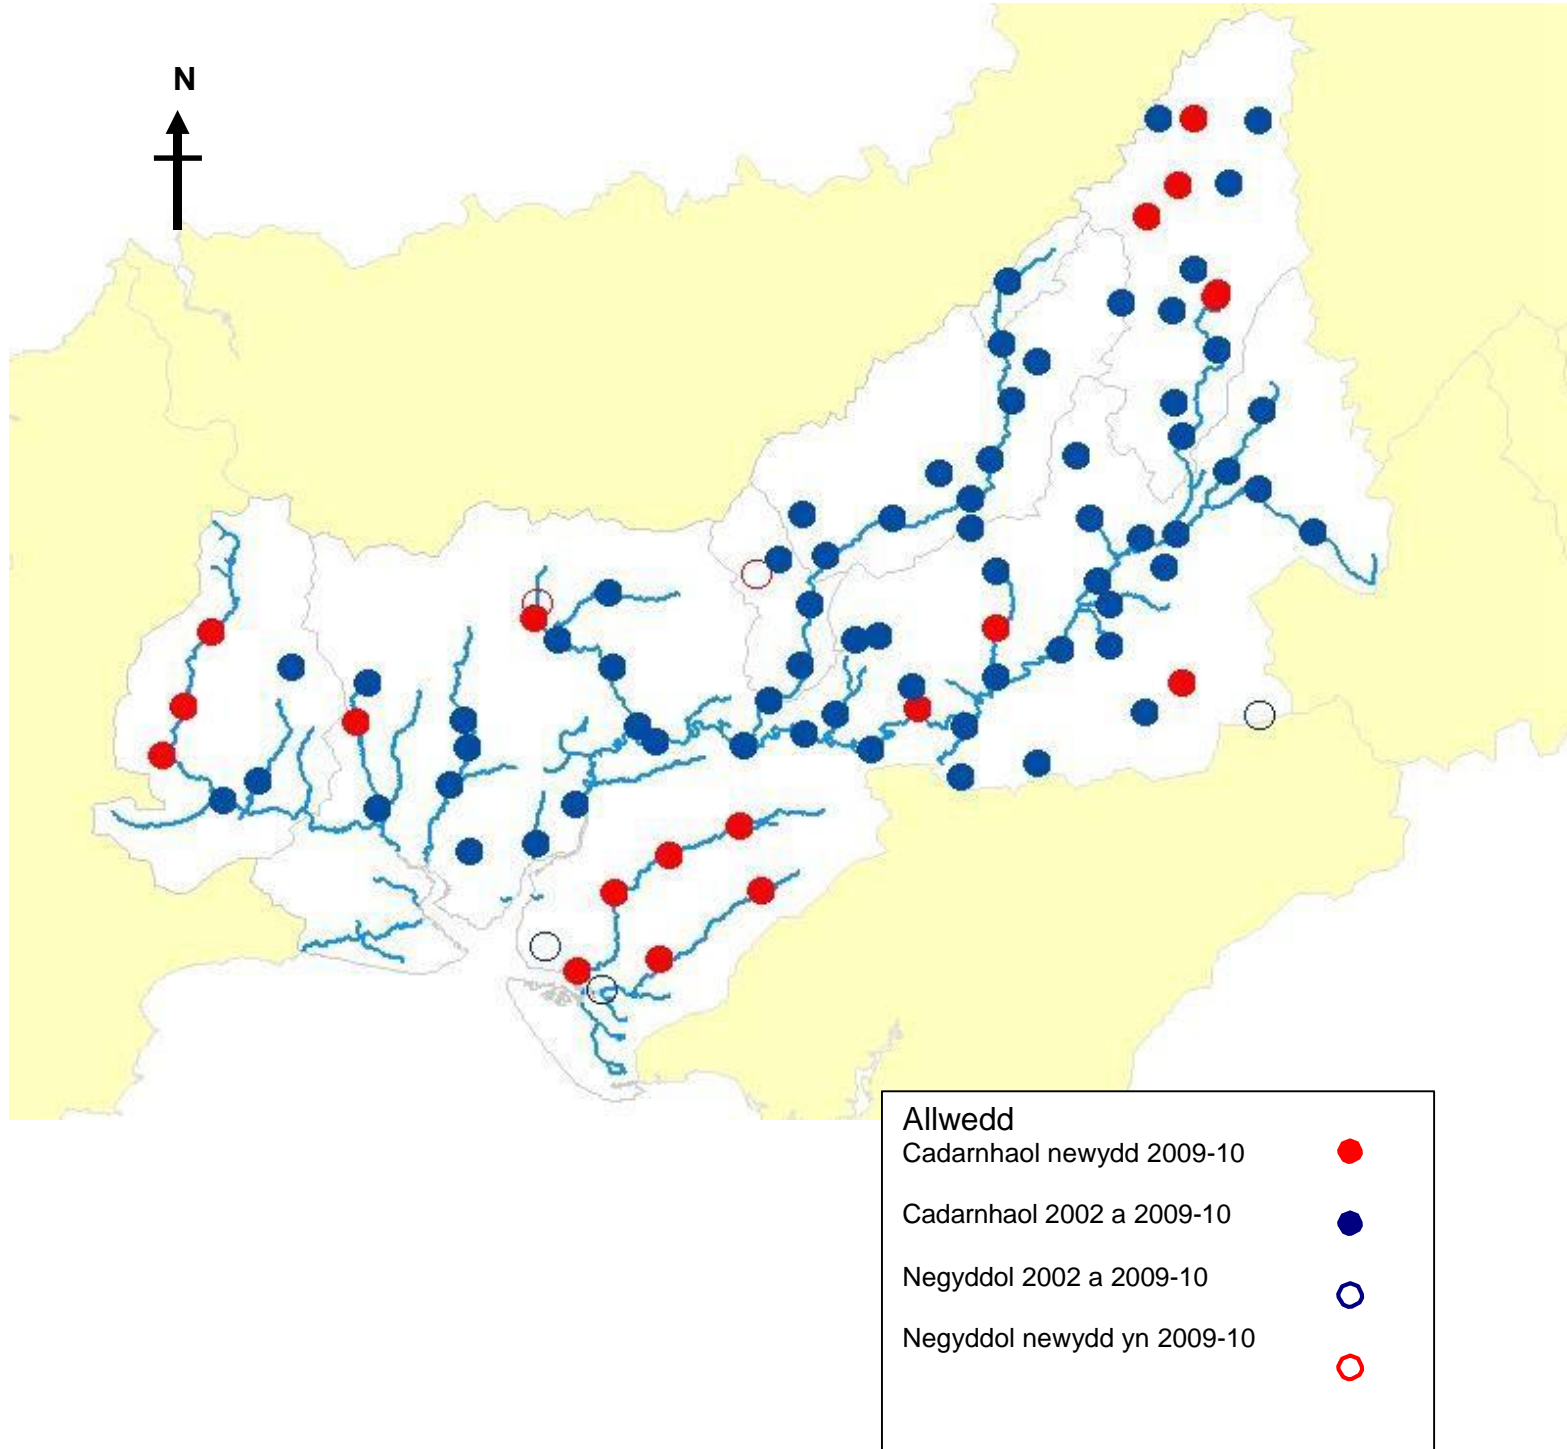 N
Allwedd
Cadarnhaol newydd 2009-10
Cadarnhaol 2002 a 2009-10
Negyddol 2002 a 2009-10
Negyddol newydd yn 2009-10